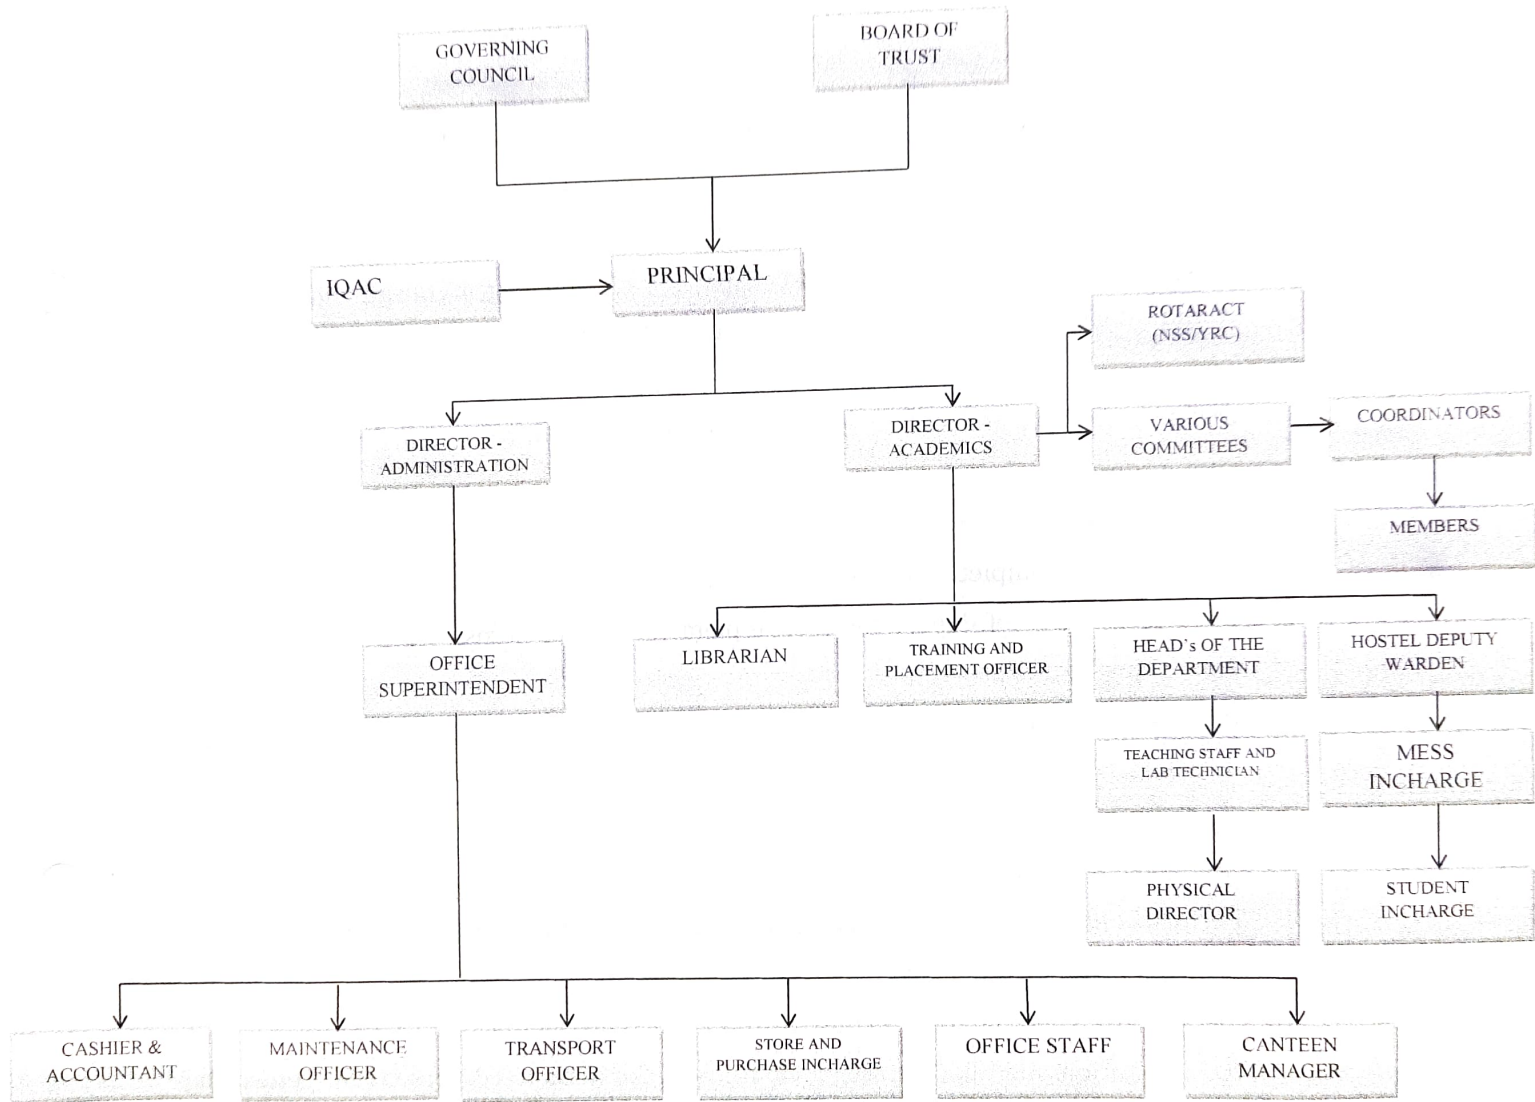 GOVERNING
COUNCIL
BOARD OF
TRUST
IQAC
PRINCIPAL
ROTARACT
(NSS/YRC)
DIRECTOR -
ADMINISTRATION
DIRECTOR -
ACADEMICS
VARIOUS
COMMITTEES
COORDINATORS
MEMBERS
OFFICE
SUPERINTENDENT
LIBRARIAN
TRAINING AND
PLACEMENT OFFICER
HEAD`s OF THE
DEPARTMENT
HOSTEL DEPUTY
WARDEN
TEACHING STAFF AND
LAB TECHNICIAN
MESS
INCHARGE
PHYSICAL
DIRECTOR
STUDENT
INCHARGE
CASHIER &
ACCOUNTANT
MAINTENANCE
OFFICER
TRANSPORT
OFFICER
STORE AND
PURCHASE INCHARGE
OFFICE STAFF
CANTEEN
MANAGER